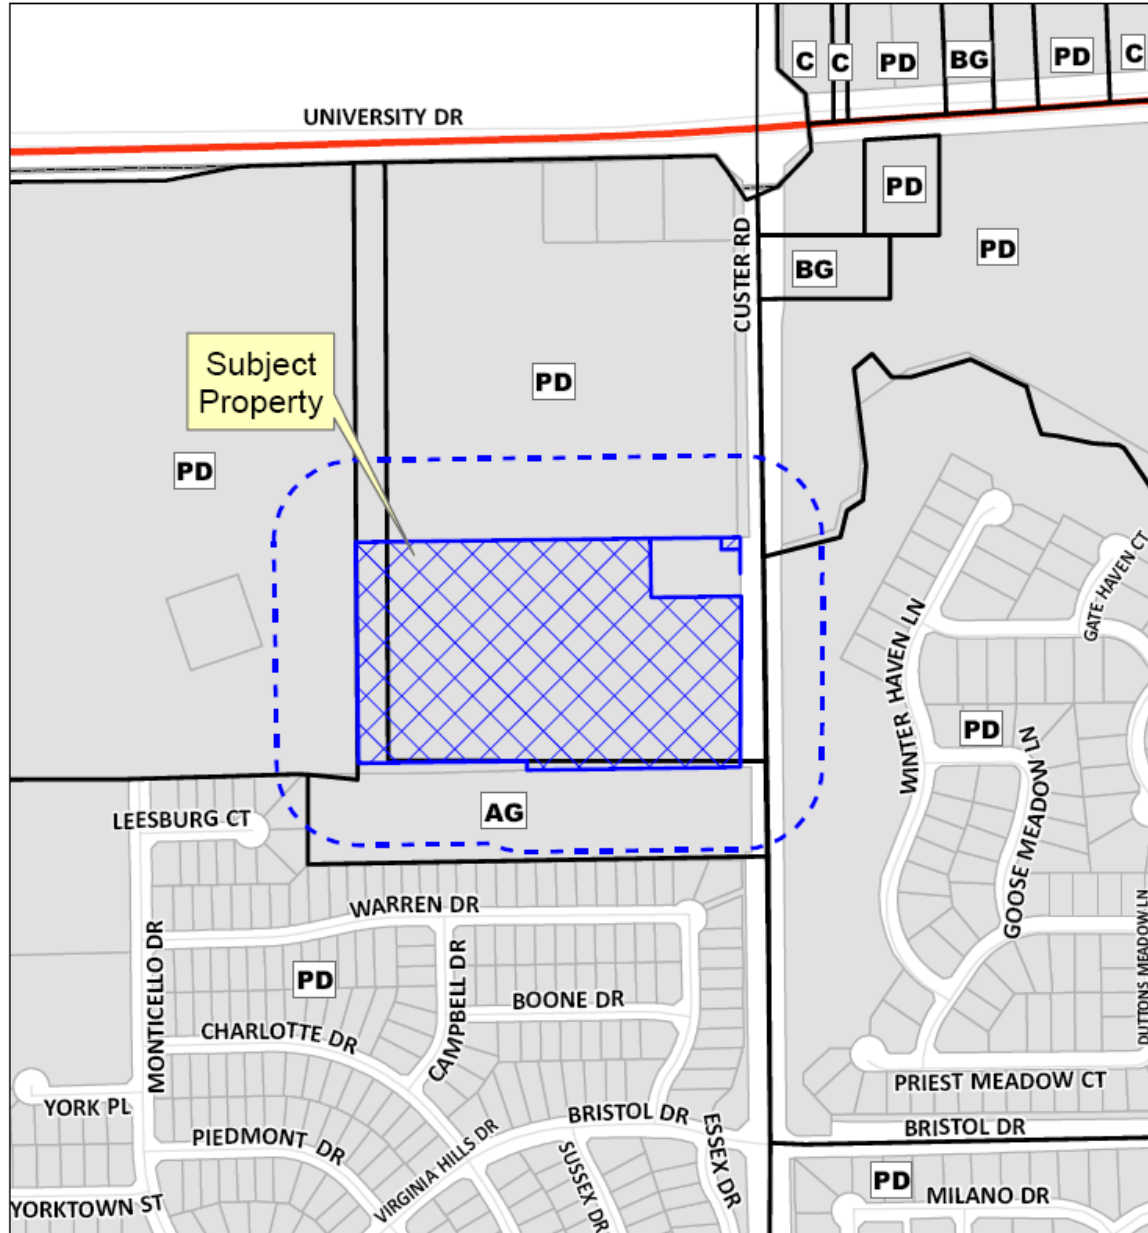 C
C
PD
BG
PD
C
UNIVERSITY DR
PD
CUSTER RD
PD
BG
Subject
Property
PD
PD
GATE HAVEN CT
WINTER HAVEN LN
PD
GOOSE MEADOW LN
AG
LEESBURG CT
WARREN DR
DUTTONS MEADOW LN
MONTICELLO DR
PD
CAMPBELL DR
BOONE DR
CHARLOTTE DR
PRIEST MEADOW CT
YORK PL
BRISTOL DR
BRISTOL DR
PIEDMONT DR
VIRGINIA HILLS DR
SUSSEX DR
ESSEX DR
PD
YORKTOWN ST
MILANO DR